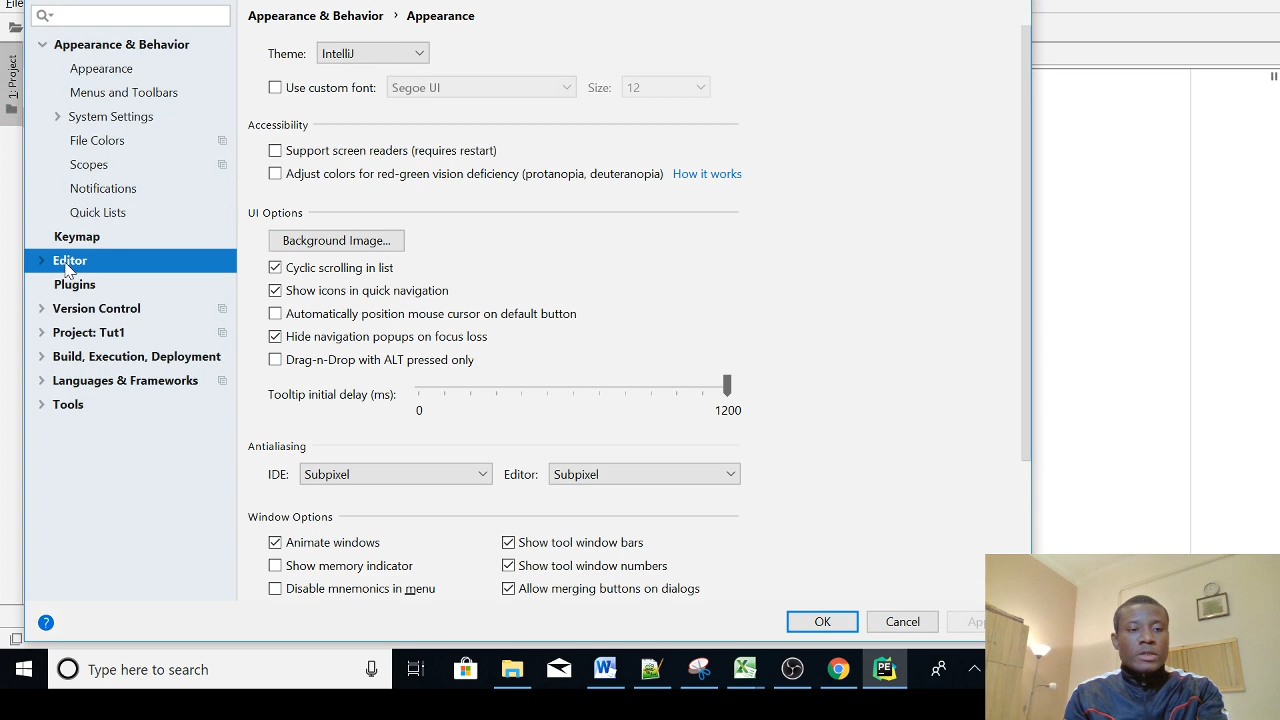 File
Appearance & Behavior › Appearance
Appearance & Behavior
Appearance
Menus and Toolbars
System Settings
File Colors
Scopes
Notifications
Quick Lists
Keymap
Editor
Plugins
Version Control
Project: Tut1
Build, Execution, Deployment
Languages & Frameworks
Tools
1: Project
Theme: IntelliJ
Use custom font: Segoe UI Size: 12
Accessibility
Support screen readers (requires restart)
Adjust colors for red-green vision deficiency (protanopia, deuteranopia) How it works
UI Options
Background Image...
Cyclic scrolling in list
Show icons in quick navigation
Automatically position mouse cursor on default button
Hide navigation popups on focus loss
Drag-n-Drop with ALT pressed only
Tooltip initial delay (ms):
0 1200
Antialiasing
IDE: Subpixel Editor: Subpixel
Window Options
Animate windows Show tool window bars
Show memory indicator Show tool window numbers
Disable mnemonics in menu Allow merging buttons on dialogs
? OK Cancel Ap
Type here to search
W
PE